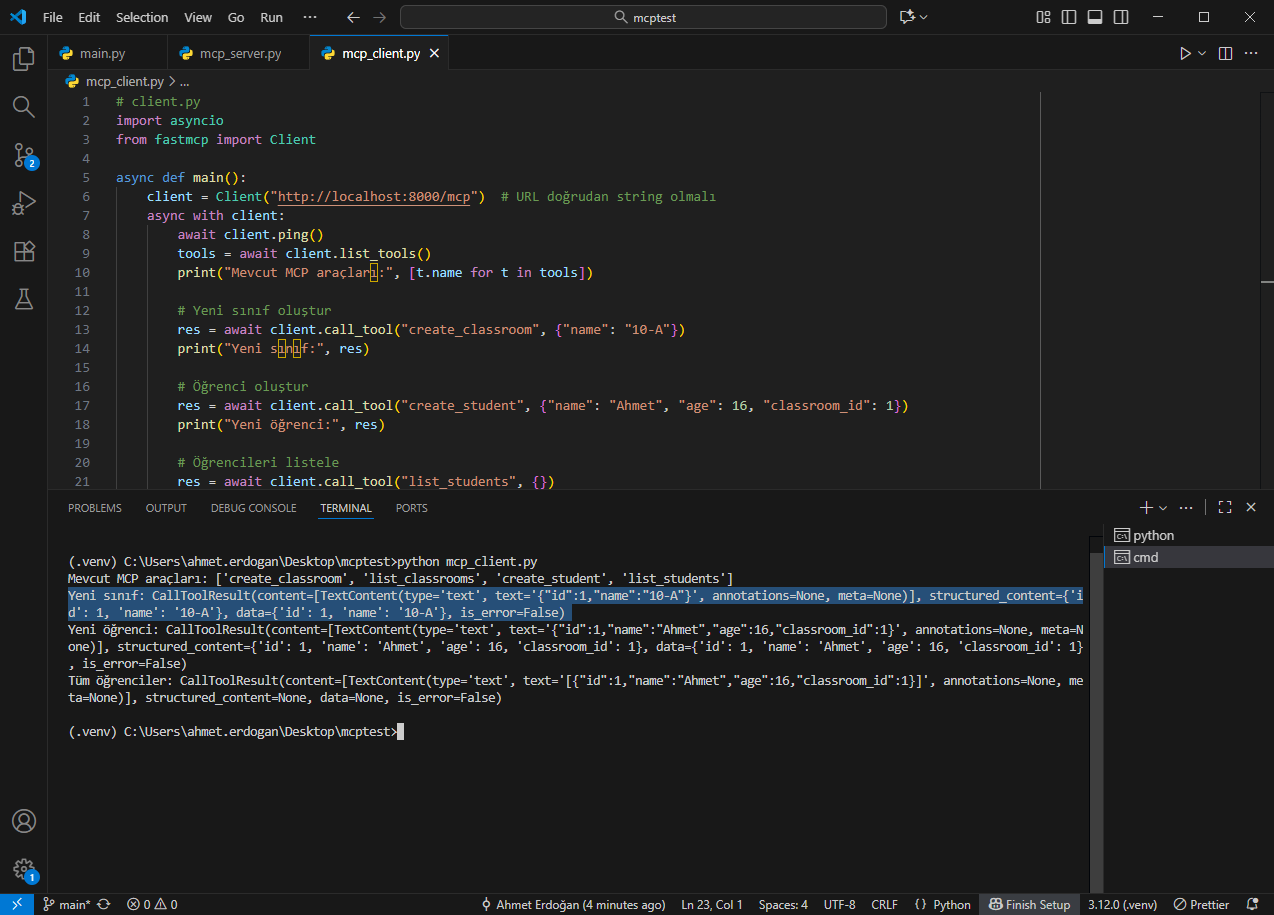 File Edit Selection View Go Run ··· mcptest
main.py mcp_server.py mcp_client.py
mcp_client.py > ...
1 # client.py
2 import asyncio
3 from fastmcp import Client
4
5 async def main():
6 client = Client("http://localhost:8000/mcp") # URL doğrudan string olmalı
7 async with client:
8 await client.ping()
9 tools = await client.list_tools()
10 print("Mevcut MCP araçları:", [t.name for t in tools])
11
12 # Yeni sınıf oluştur
13 res = await client.call_tool("create_classroom", {"name": "10-A"})
14 print("Yeni sınıf:", res)
15
16 # Öğrenci oluştur
17 res = await client.call_tool("create_student", {"name": "Ahmet", "age": 16, "classroom_id": 1})
18 print("Yeni öğrenci:", res)
19
20 # Öğrencileri listele
21 res = await client.call_tool("list_students", {})
PROBLEMS OUTPUT DEBUG CONSOLE TERMINAL PORTS
python
cmd
(.venv) C:\Users\ahmet.erdogan\Desktop\mcptest>python mcp_client.py
Mevcut MCP araçları: ['create_classroom', 'list_classrooms', 'create_student', 'list_students']
Yeni sınıf: CallToolResult(content=[TextContent(type='text', text='{"id":1,"name":"10-A"}', annotations=None, meta=None)], structured_content={'i
d': 1, 'name': '10-A'}, data={'id': 1, 'name': '10-A'}, is_error=False)
Yeni öğrenci: CallToolResult(content=[TextContent(type='text', text='{"id":1,"name":"Ahmet","age":16,"classroom_id":1}', annotations=None, meta=N
one)], structured_content={'id': 1, 'name': 'Ahmet', 'age': 16, 'classroom_id': 1}, data={'id': 1, 'name': 'Ahmet', 'age': 16, 'classroom_id': 1}
, is_error=False)
Tüm öğrenciler: CallToolResult(content=[TextContent(type='text', text='[{"id":1,"name":"Ahmet","age":16,"classroom_id":1}]', annotations=None, me
ta=None)], structured_content=None, data=None, is_error=False)
(.venv) C:\Users\ahmet.erdogan\Desktop\mcptest>
2
1
main* 0 0 Ahmet Erdoğan (4 minutes ago) Ln 23, Col 1 Spaces: 4 UTF-8 CRLF {} Python Finish Setup 3.12.0 (.venv) Prettier